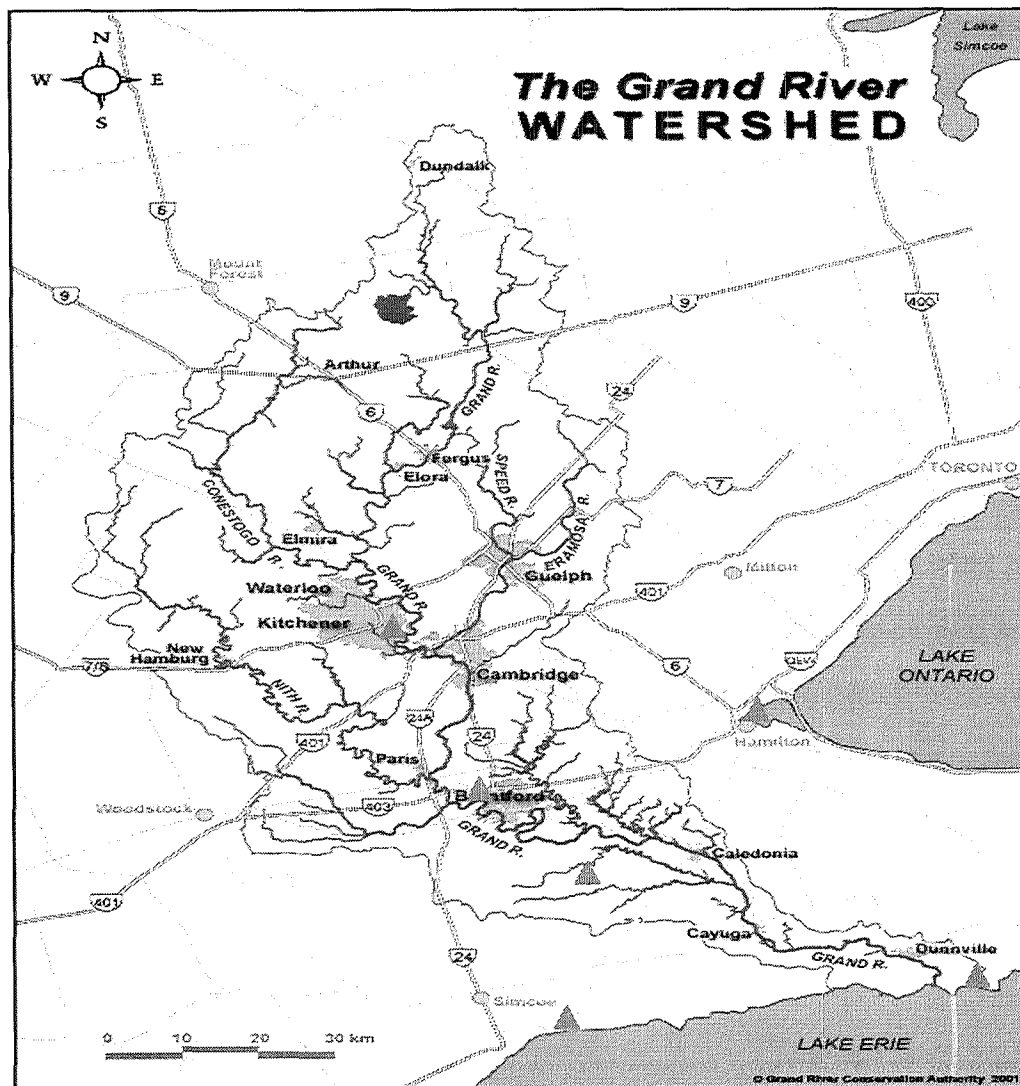 N
W E
S
Lake
Simcoe
The Grand River
WATERSHED
Dundalk
6
Mount
Forest
9
9
400
Arthur
24
6
GRAND R.
Fergus
Elora
SPEED R.
7
TORONTO
CONESTOGO R.
ERAMOSA R.
Elmira
GRAND R.
Guelph
Milton
Waterloo
401
Kitchener
New
Hamburg
7/8
6
QEW
LAKE
ONTARIO
Cambridge
NITH R.
24A
401
24
Hamilton
Paris
Woodstock
403
Brantford
GRAND R.
Caledonia
401
Cayuga
Dunnville
GRAND R.
24
Simcoe
0 10 20 30 km
LAKE ERIE
© Grand River Conservation Authority, 2001